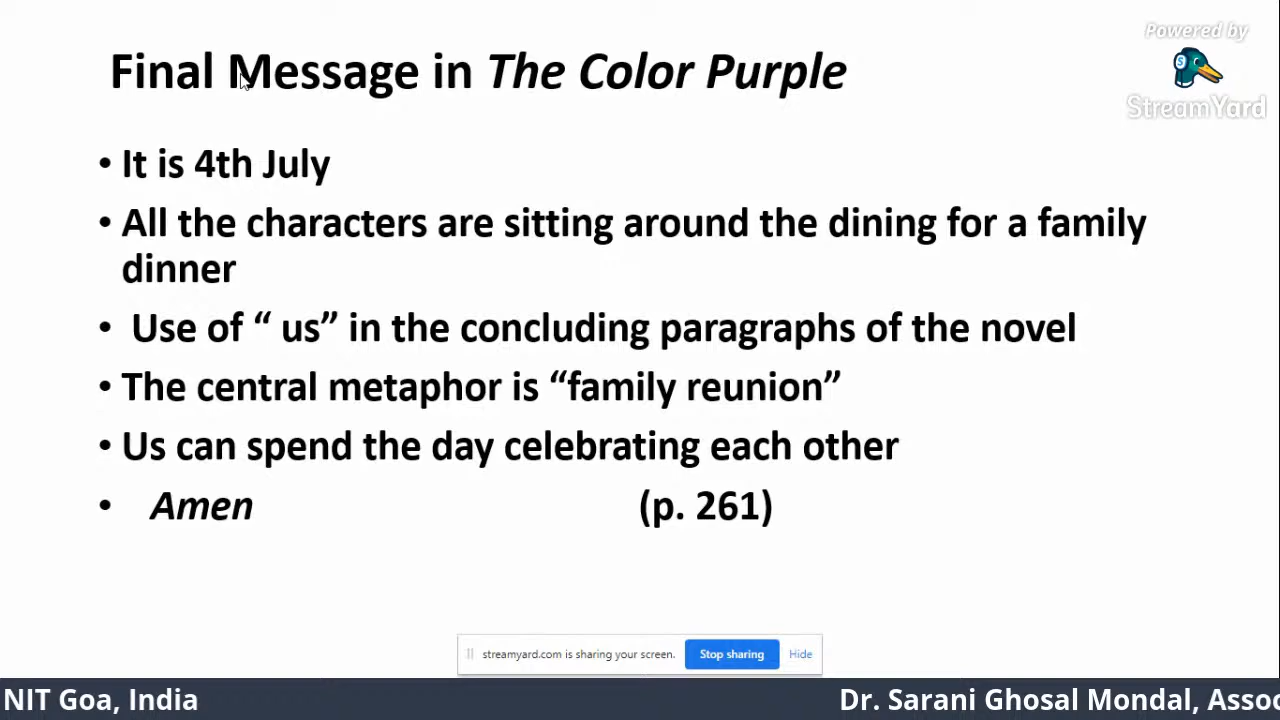 Final Message in The Color Purple
Powered by
StreamYard
• It is 4th July
• All the characters are sitting around the dining for a family
dinner
• Use of “ us” in the concluding paragraphs of the novel
• The central metaphor is “family reunion”
• Us can spend the day celebrating each other
• Amen (p. 261)
streamyard.com is sharing your screen. Stop sharing Hide
NIT Goa, India Dr. Sarani Ghosal Mondal, Assoc